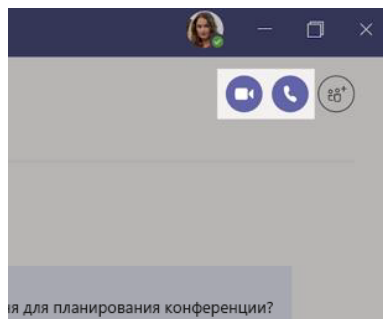 для планирования конференции?